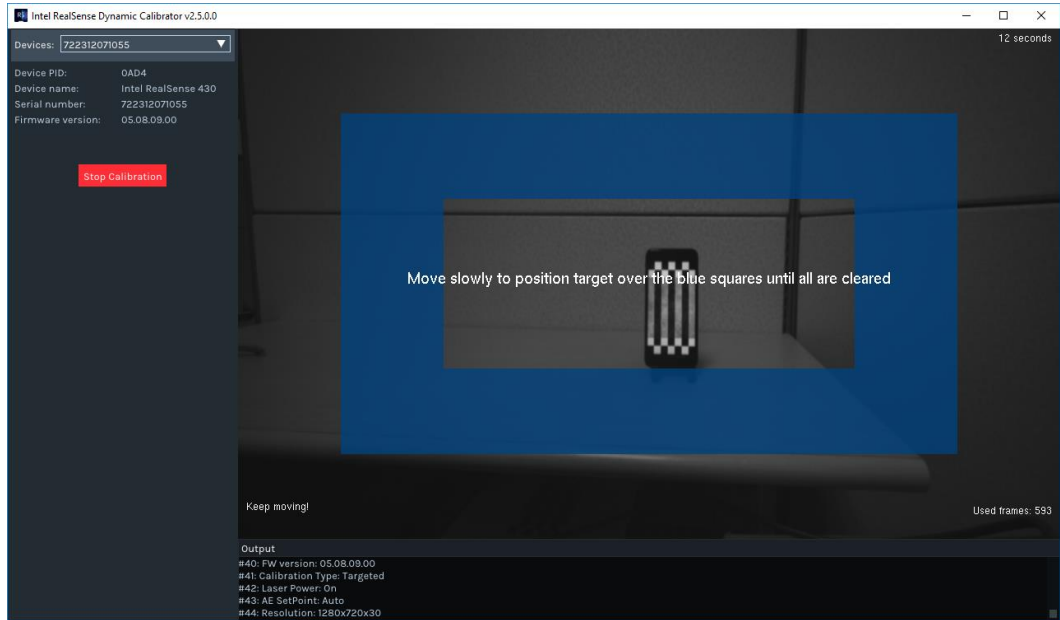 Intel RealSense Dynamic Calibrator v2.5.0.0
Devices: 722312071055
12 seconds
Device PID: 0AD4
Device name: Intel RealSense 430
Serial number: 722312071055
Firmware version: 05.08.09.00
Stop Calibration
Move slowly to position target over the blue squares until all are cleared
Keep moving!
Used frames: 593
Output
#40: FW version: 05.08.09.00
#41: Calibration Type: Targeted
#42: Laser Power: On
#43: AE SetPoint: Auto
#44: Resolution: 1280x720x30